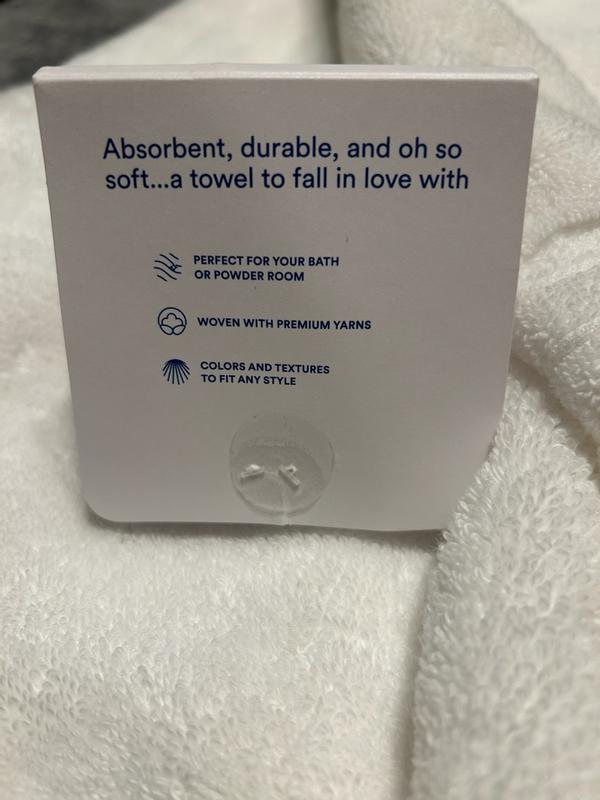 Absorbent, durable, and oh so
soft...a towel to fall in love with
PERFECT FOR YOUR BATH
OR POWDER ROOM
WOVEN WITH PREMIUM YARNS
COLORS AND TEXTURES
TO FIT ANY STYLE